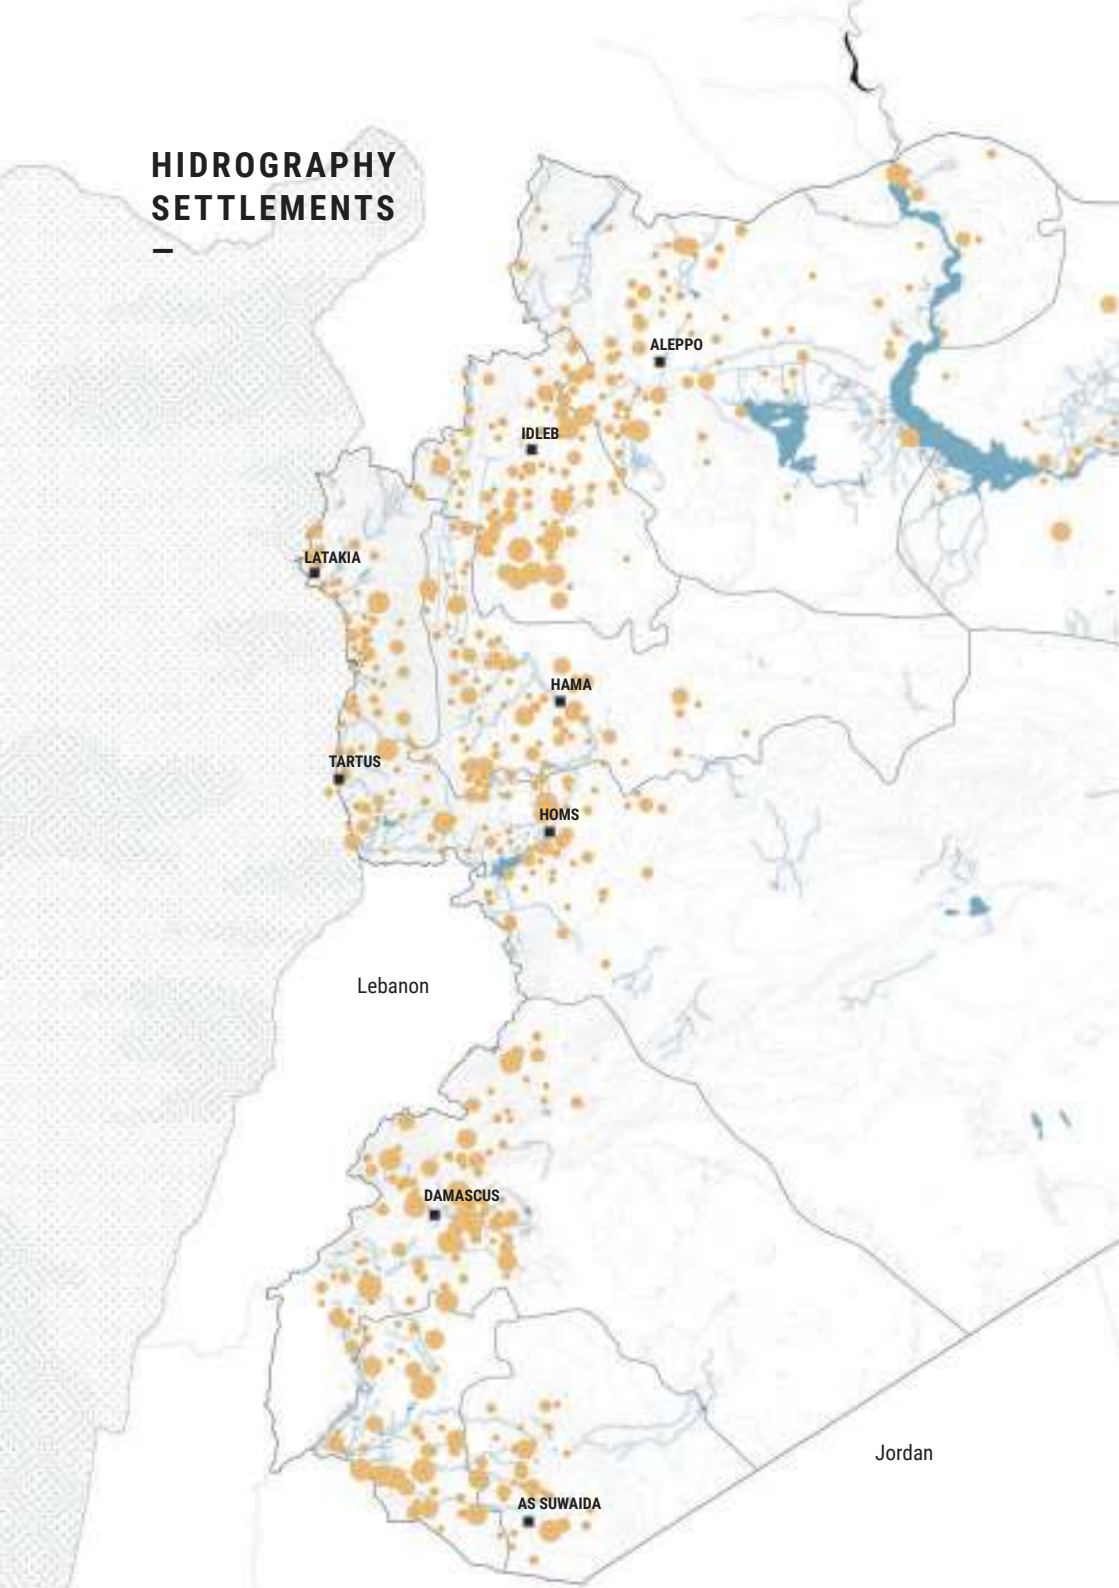 HIDROGRAPHY
SETTLEMENTS
–
ALEPPO
IDLEB
LATAKIA
HAMA
TARTUS
HOMS
Lebanon
DAMASCUS
Jordan
AS SUWAIDA